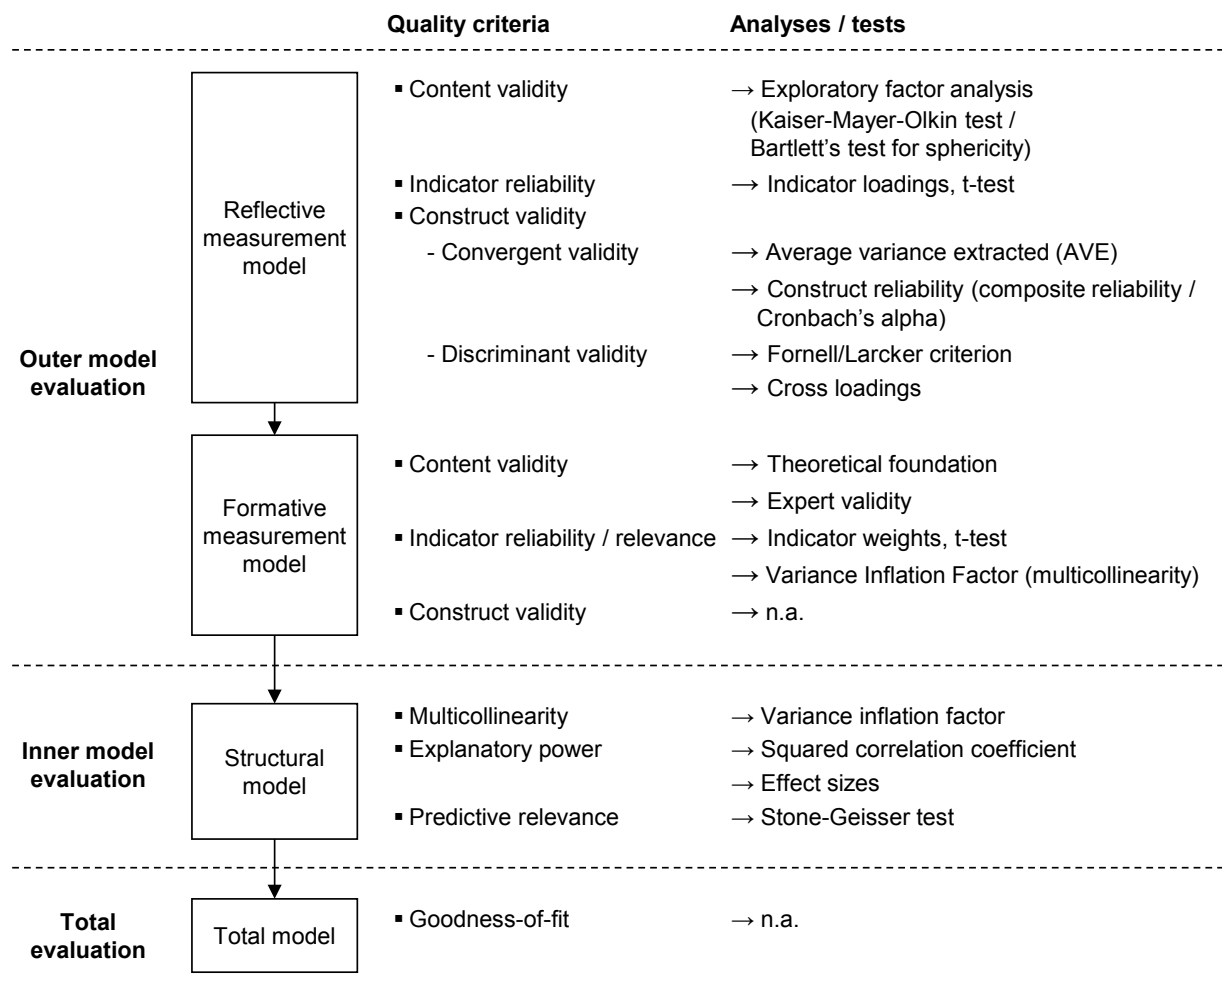 Quality criteria Analyses / tests
Outer model
evaluation
Reflective
measurement
model
▪ Content validity → Exploratory factor analysis
(Kaiser-Mayer-Olkin test /
Bartlett’s test for sphericity)
▪ Indicator reliability → Indicator loadings, t-test
▪ Construct validity
- Convergent validity → Average variance extracted (AVE)
→ Construct reliability (composite reliability /
Cronbach’s alpha)
- Discriminant validity → Fornell/Larcker criterion
→ Cross loadings
Formative
measurement
model
▪ Content validity → Theoretical foundation
→ Expert validity
▪ Indicator reliability / relevance → Indicator weights, t-test
→ Variance Inflation Factor (multicollinearity)
▪ Construct validity → n.a.
Inner model
evaluation
Structural
model
▪ Multicollinearity → Variance inflation factor
▪ Explanatory power → Squared correlation coefficient
→ Effect sizes
▪ Predictive relevance → Stone-Geisser test
Total
evaluation
Total model
▪ Goodness-of-fit → n.a.